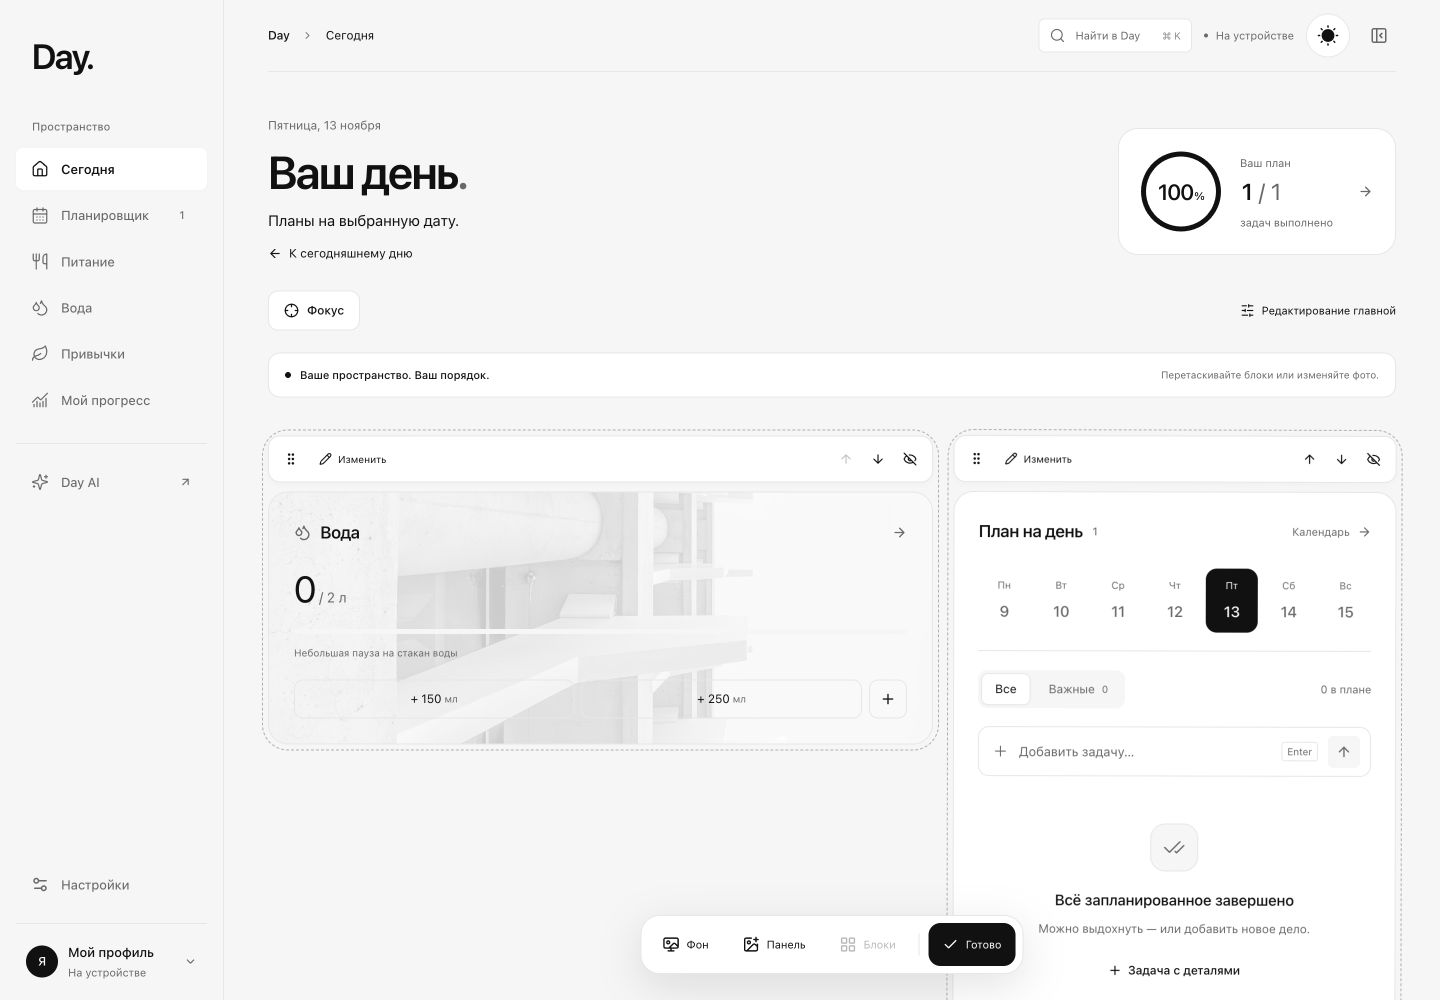 Day.
Пространство
Сегодня
Планировщик 1
Питание
Вода
Привычки
Мой прогресс
Day AI
Настройки
Я
Мой профиль
На устройстве
Day > Сегодня
Найти в Day ⌘ K
На устройстве
Пятница, 13 ноября
Ваш день.
Планы на выбранную дату.
К сегодняшнему дню
100%
Ваш план
1 / 1
задач выполнено
Фокус
Редактирование главной
Ваше пространство. Ваш порядок.
Перетаскивайте блоки или изменяйте фото.
Изменить
Вода
0 / 2 л
Небольшая пауза на стакан воды
+ 150 мл
+ 250 мл
Изменить
План на день 1
Календарь
Пн Вт Ср Чт Пт Сб Вс
9 10 11 12 13 14 15
Все
Важные 0
0 в плане
Добавить задачу...
Enter
Всё запланированное завершено
Можно выдохнуть — или добавить новое дело.
Задача с деталями
Фон
Панель
Блоки
Готово